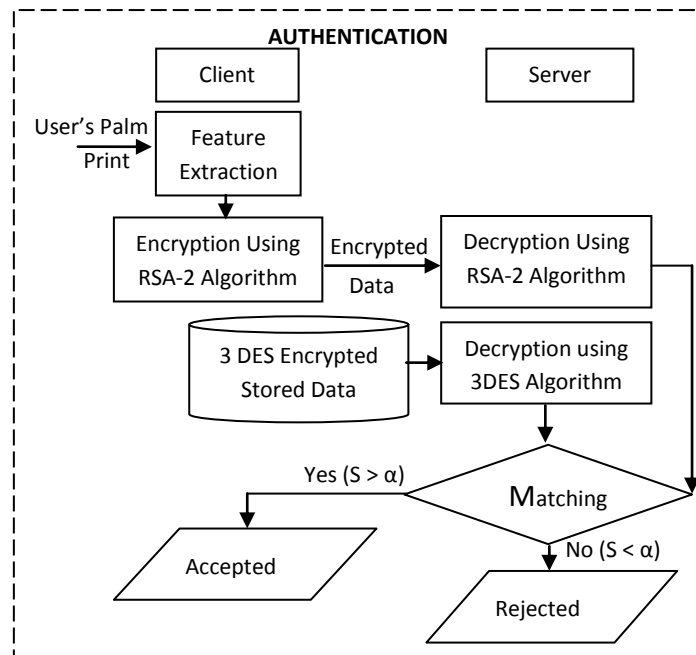 AUTHENTICATION
Client
Server
User's Palm
Print
Feature
Extraction
Encryption Using
RSA-2 Algorithm
Encrypted
Data
Decryption Using
RSA-2 Algorithm
3 DES Encrypted
Stored Data
Decryption using
3DES Algorithm
Yes (S > α)
Matching
No (S < α)
Accepted
Rejected